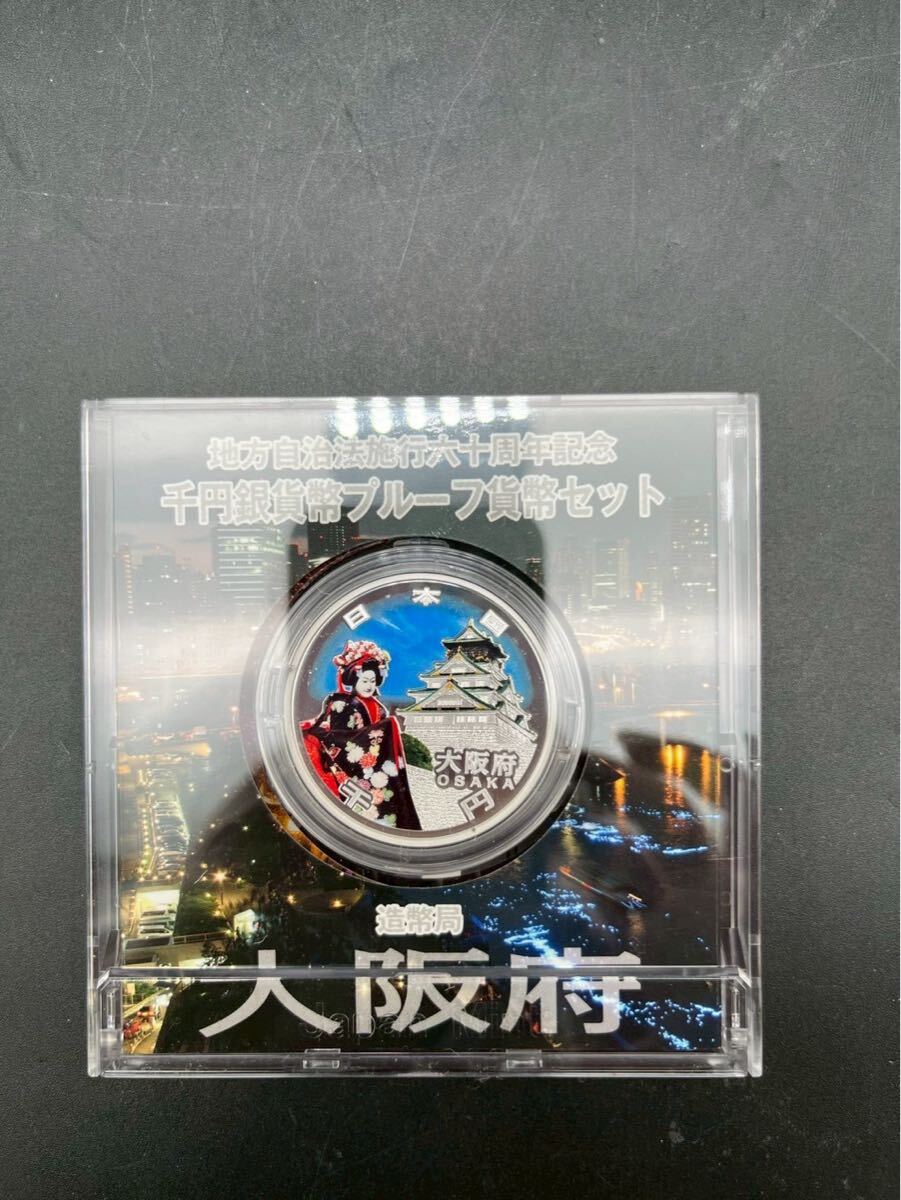 地方自治法施行六十周年記念
千円銀貨幣プルーフ貨幣セット
日本国
大阪府
OSAKA
千円
造幣局
大阪府
Japan Mint